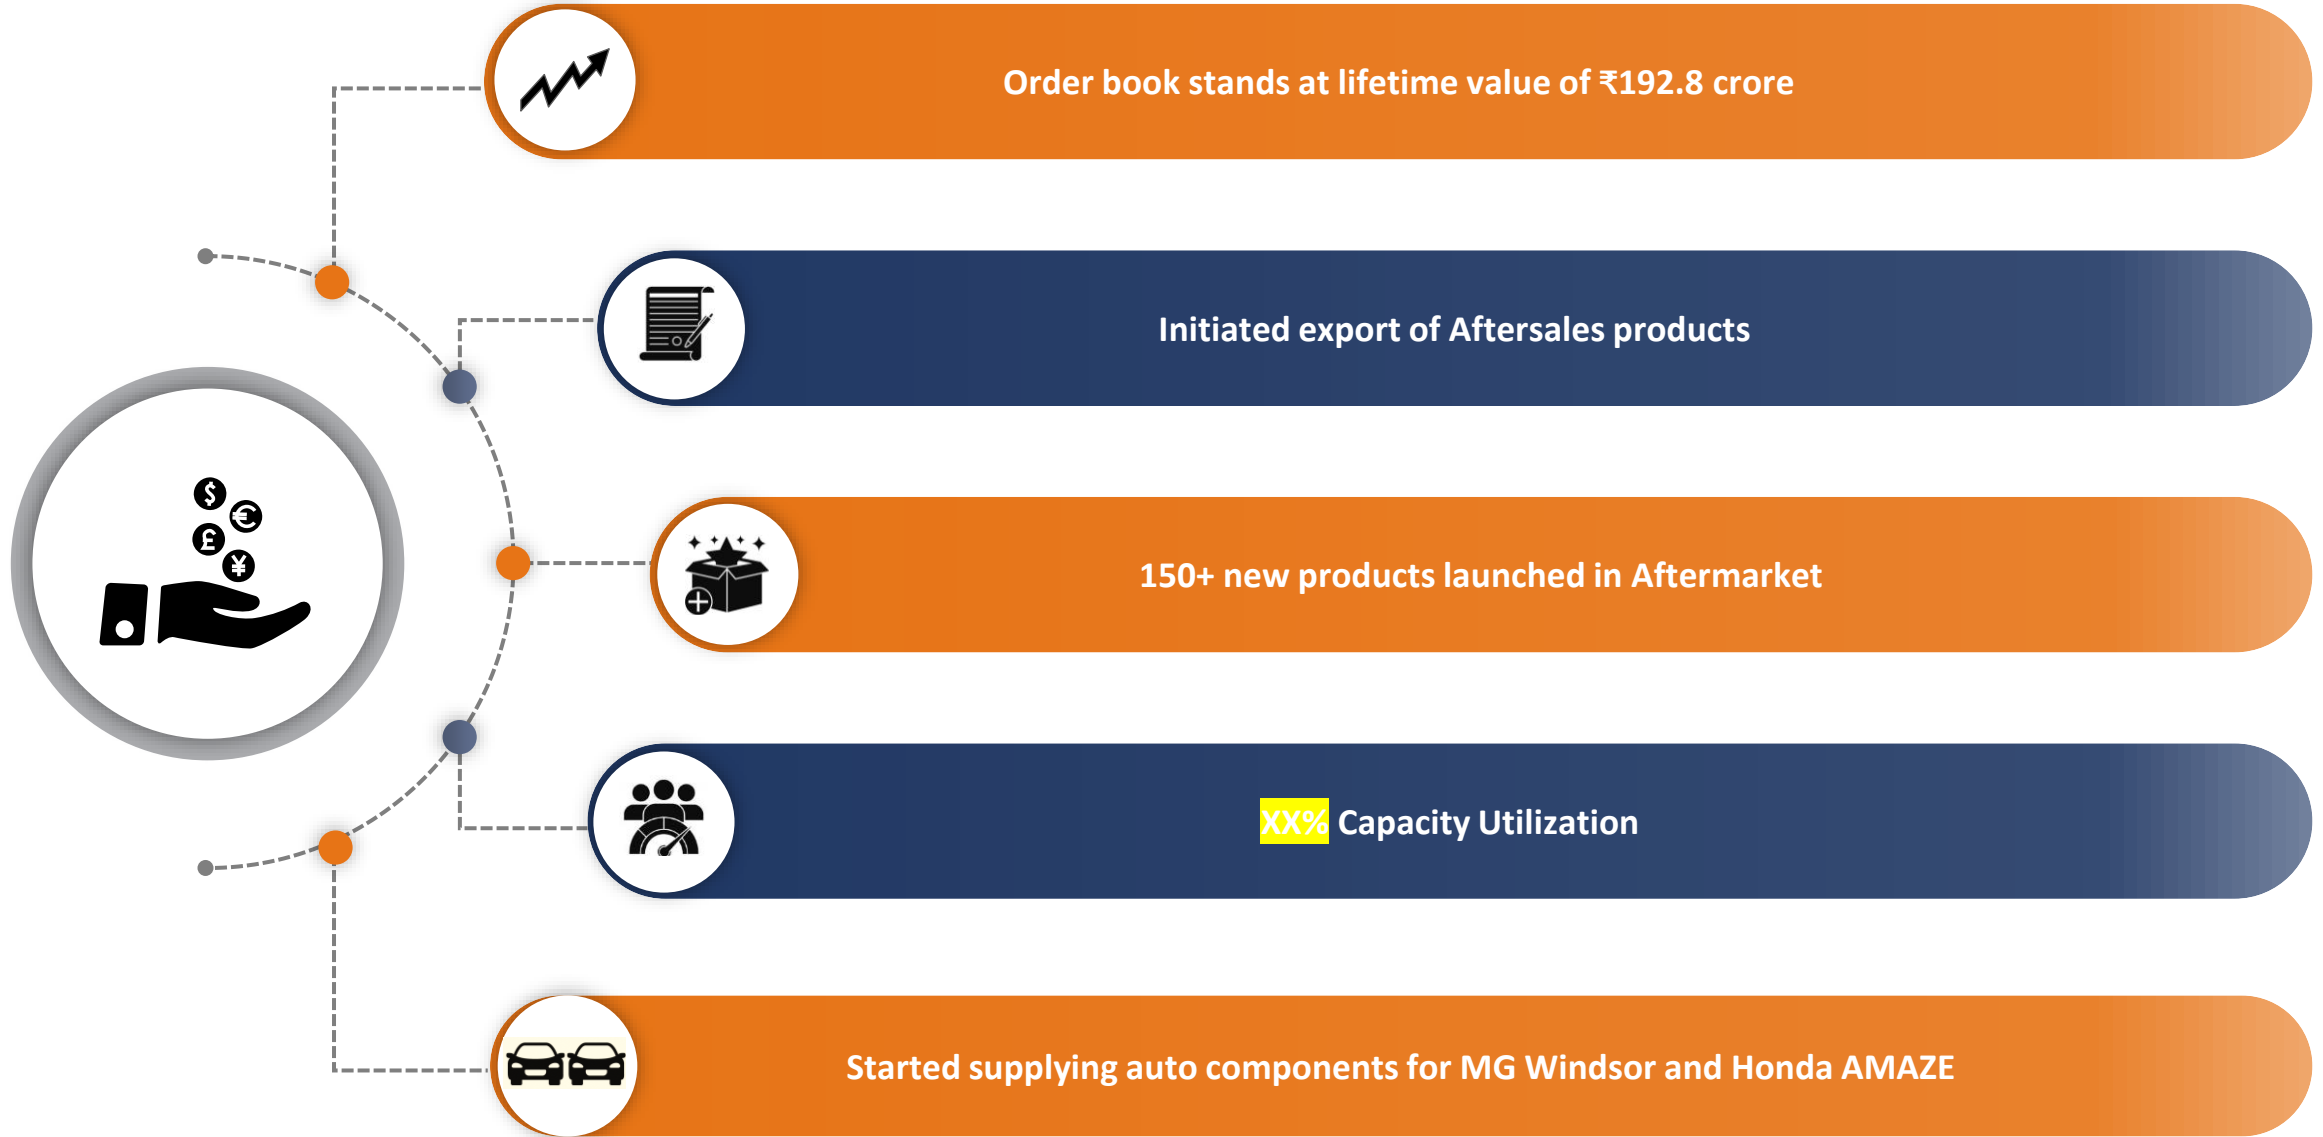 Order book stands at lifetime value of ₹192.8 crore
Initiated export of Aftersales products
$
€
£
¥
150+ new products launched in Aftermarket
XX% Capacity Utilization
Started supplying auto components for MG Windsor and Honda AMAZE